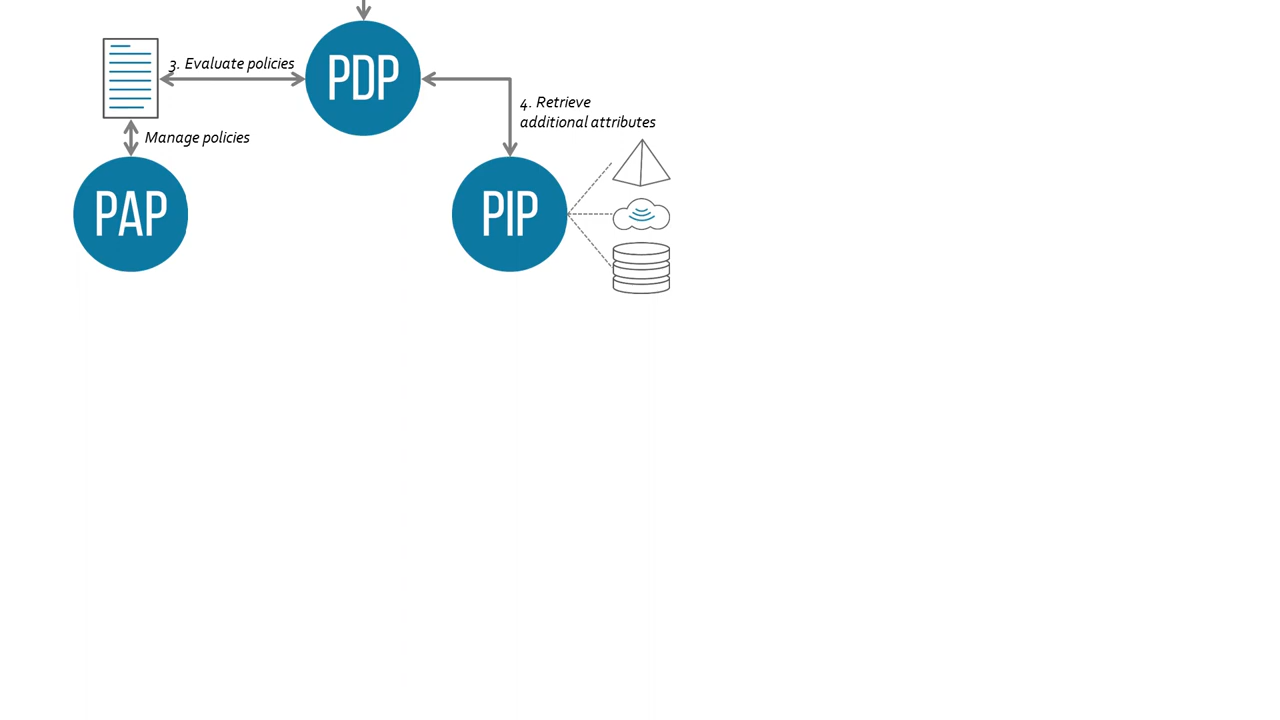 PDP
3. Evaluate policies
4. Retrieve
additional attributes
Manage policies
PAP
PIP